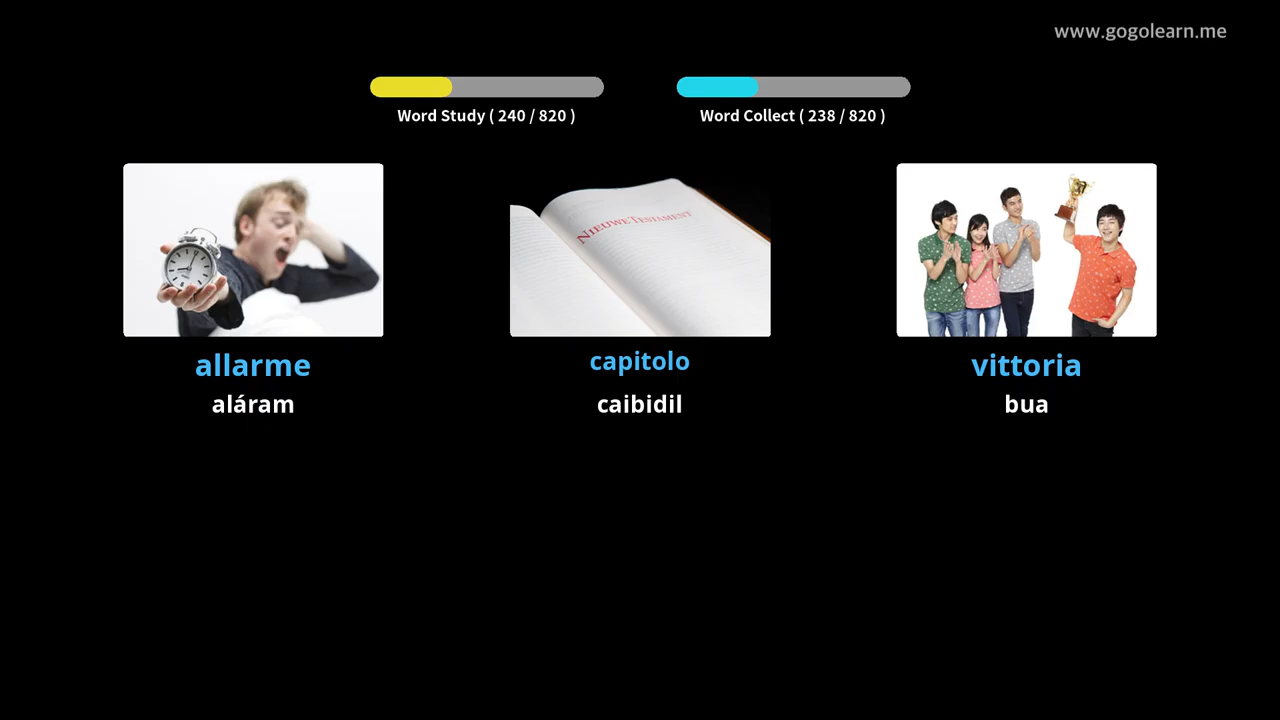 www.gogolearn.me
Word Study ( 240 / 820 )
Word Collect ( 238 / 820 )
NIEUWE TESTAMENT
allarme
capitolo
vittoria
aláram
caibidil
bua